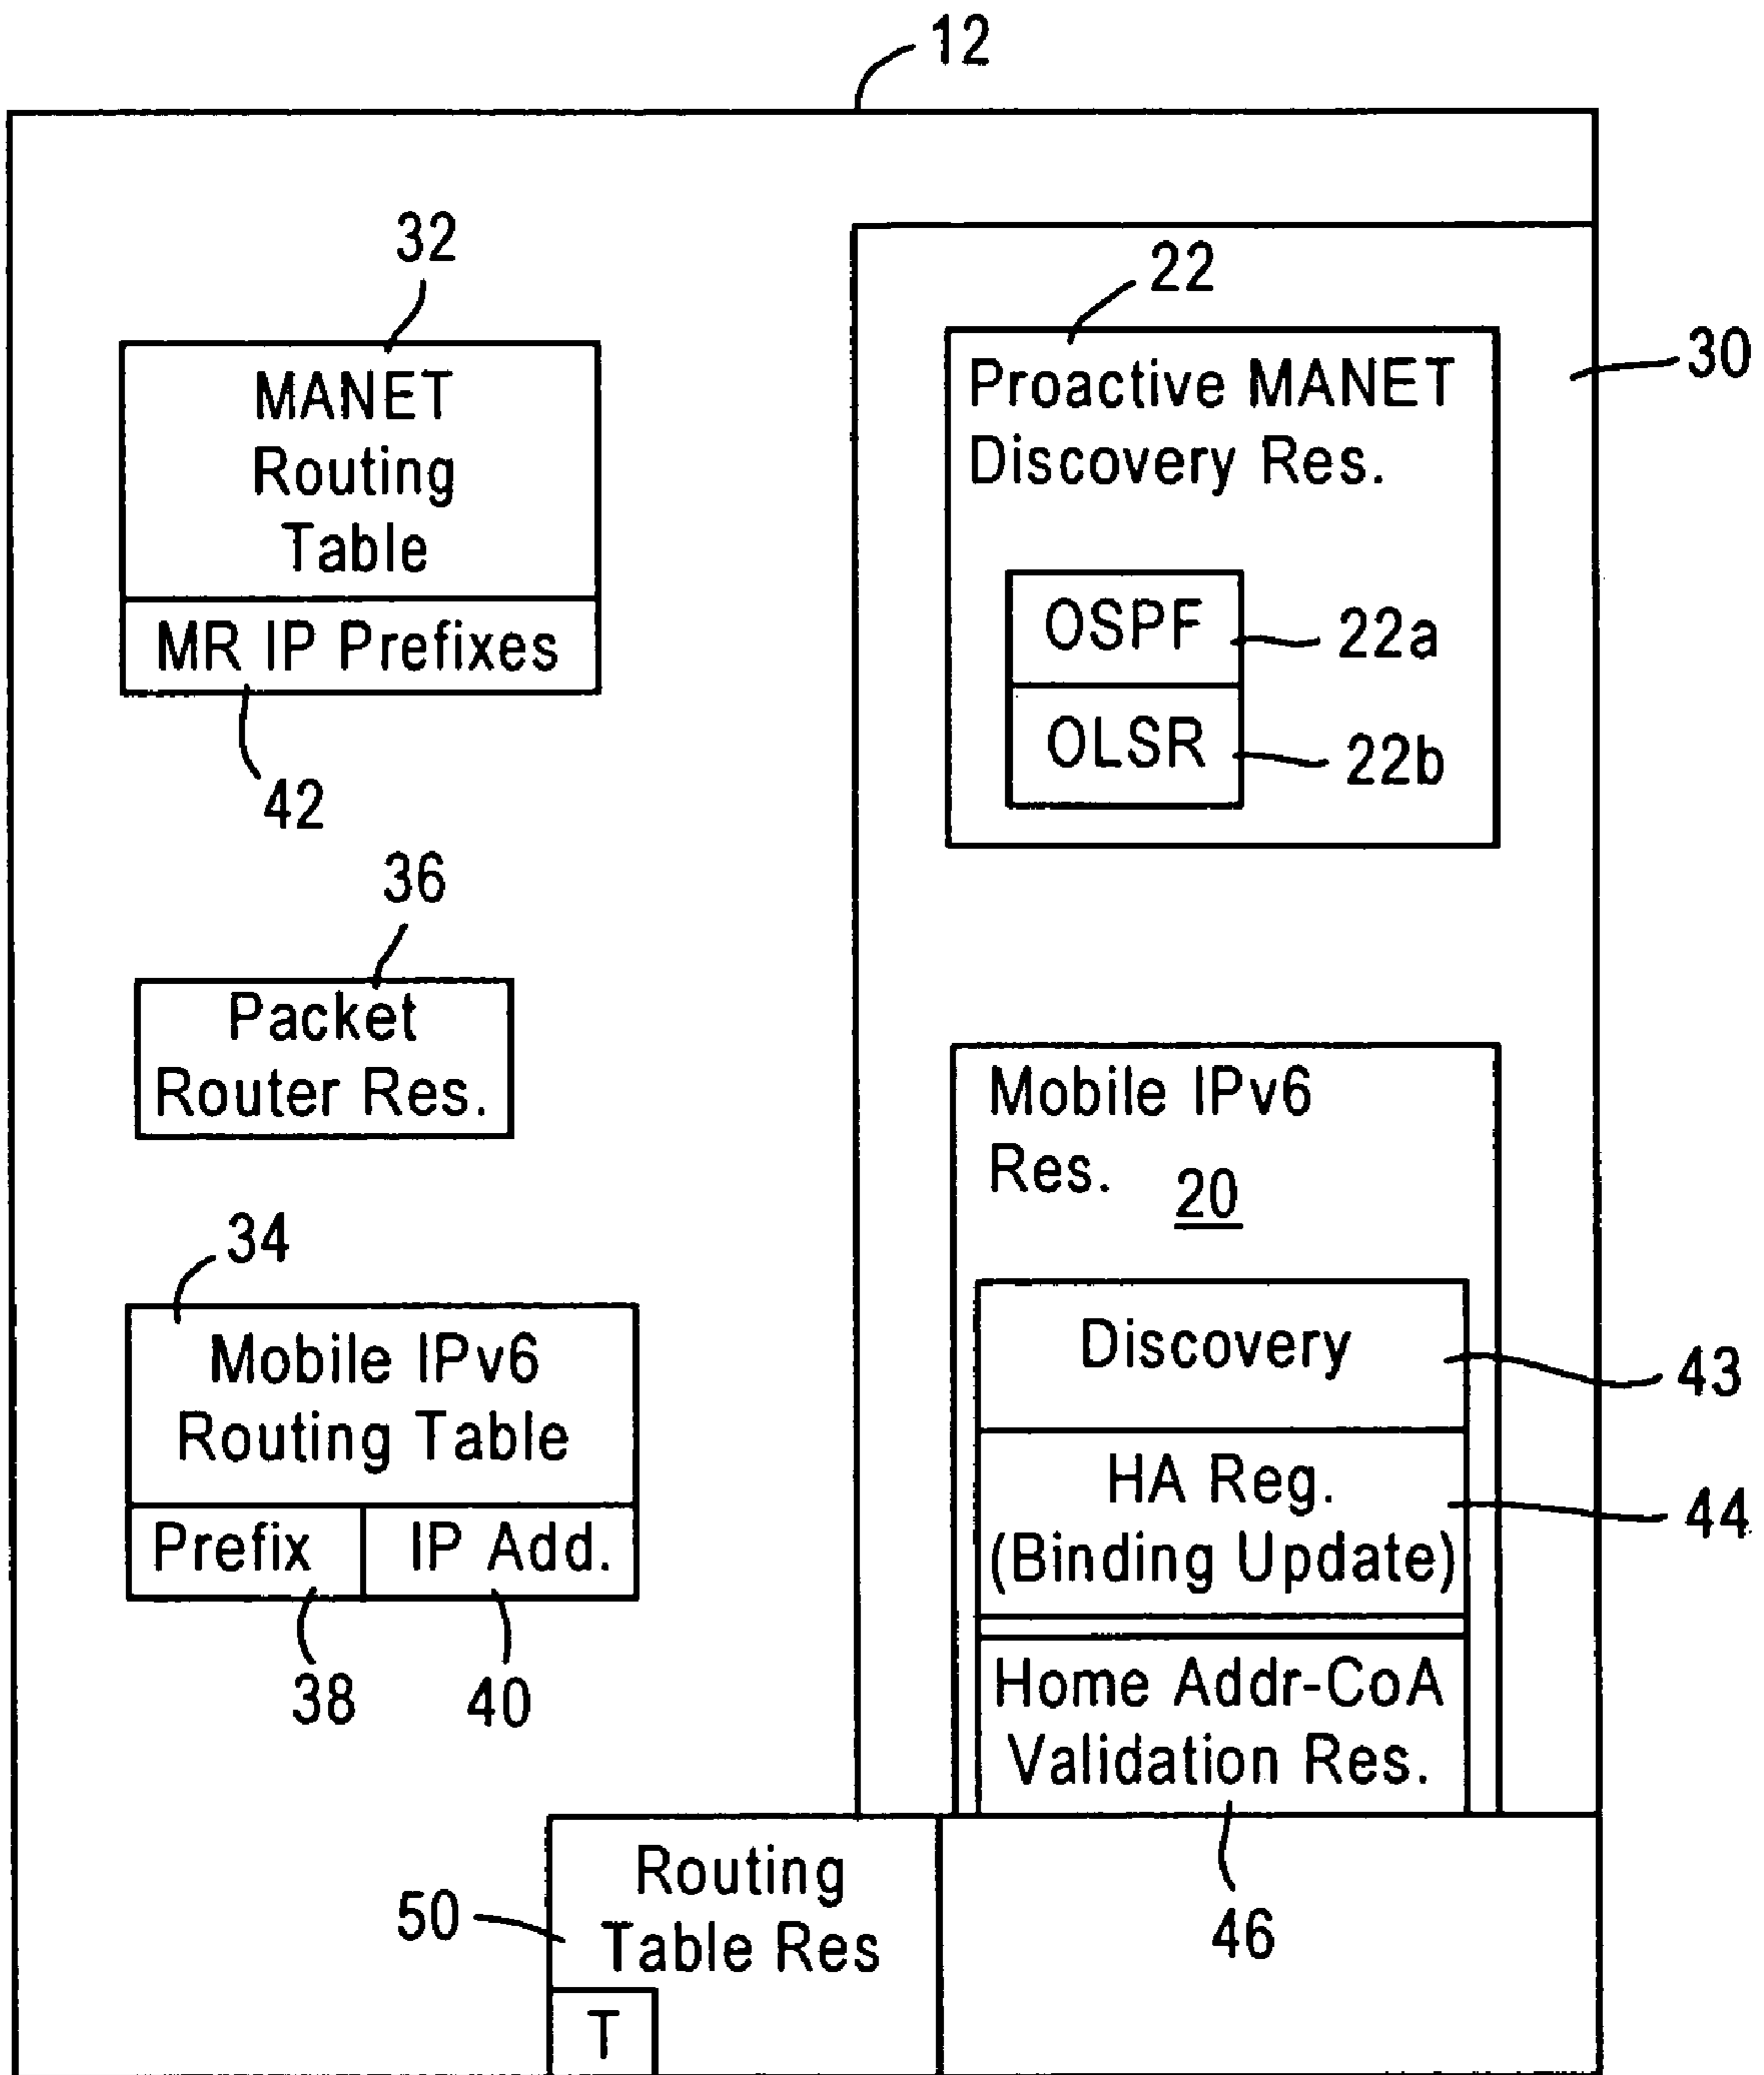 12
32
MANET
Routing
Table
MR IP Prefixes
42
36
Packet
Router Res.
34
Mobile IPv6
Routing Table
Prefix
IP Add.
38
40
22
30
Proactive MANET
Discovery Res.
OSPF
22a
OLSR
22b
Mobile IPv6
Res.
20
Discovery
43
HA Reg.
(Binding Update)
44
Home Addr-CoA
Validation Res.
46
50
Routing
Table Res
T